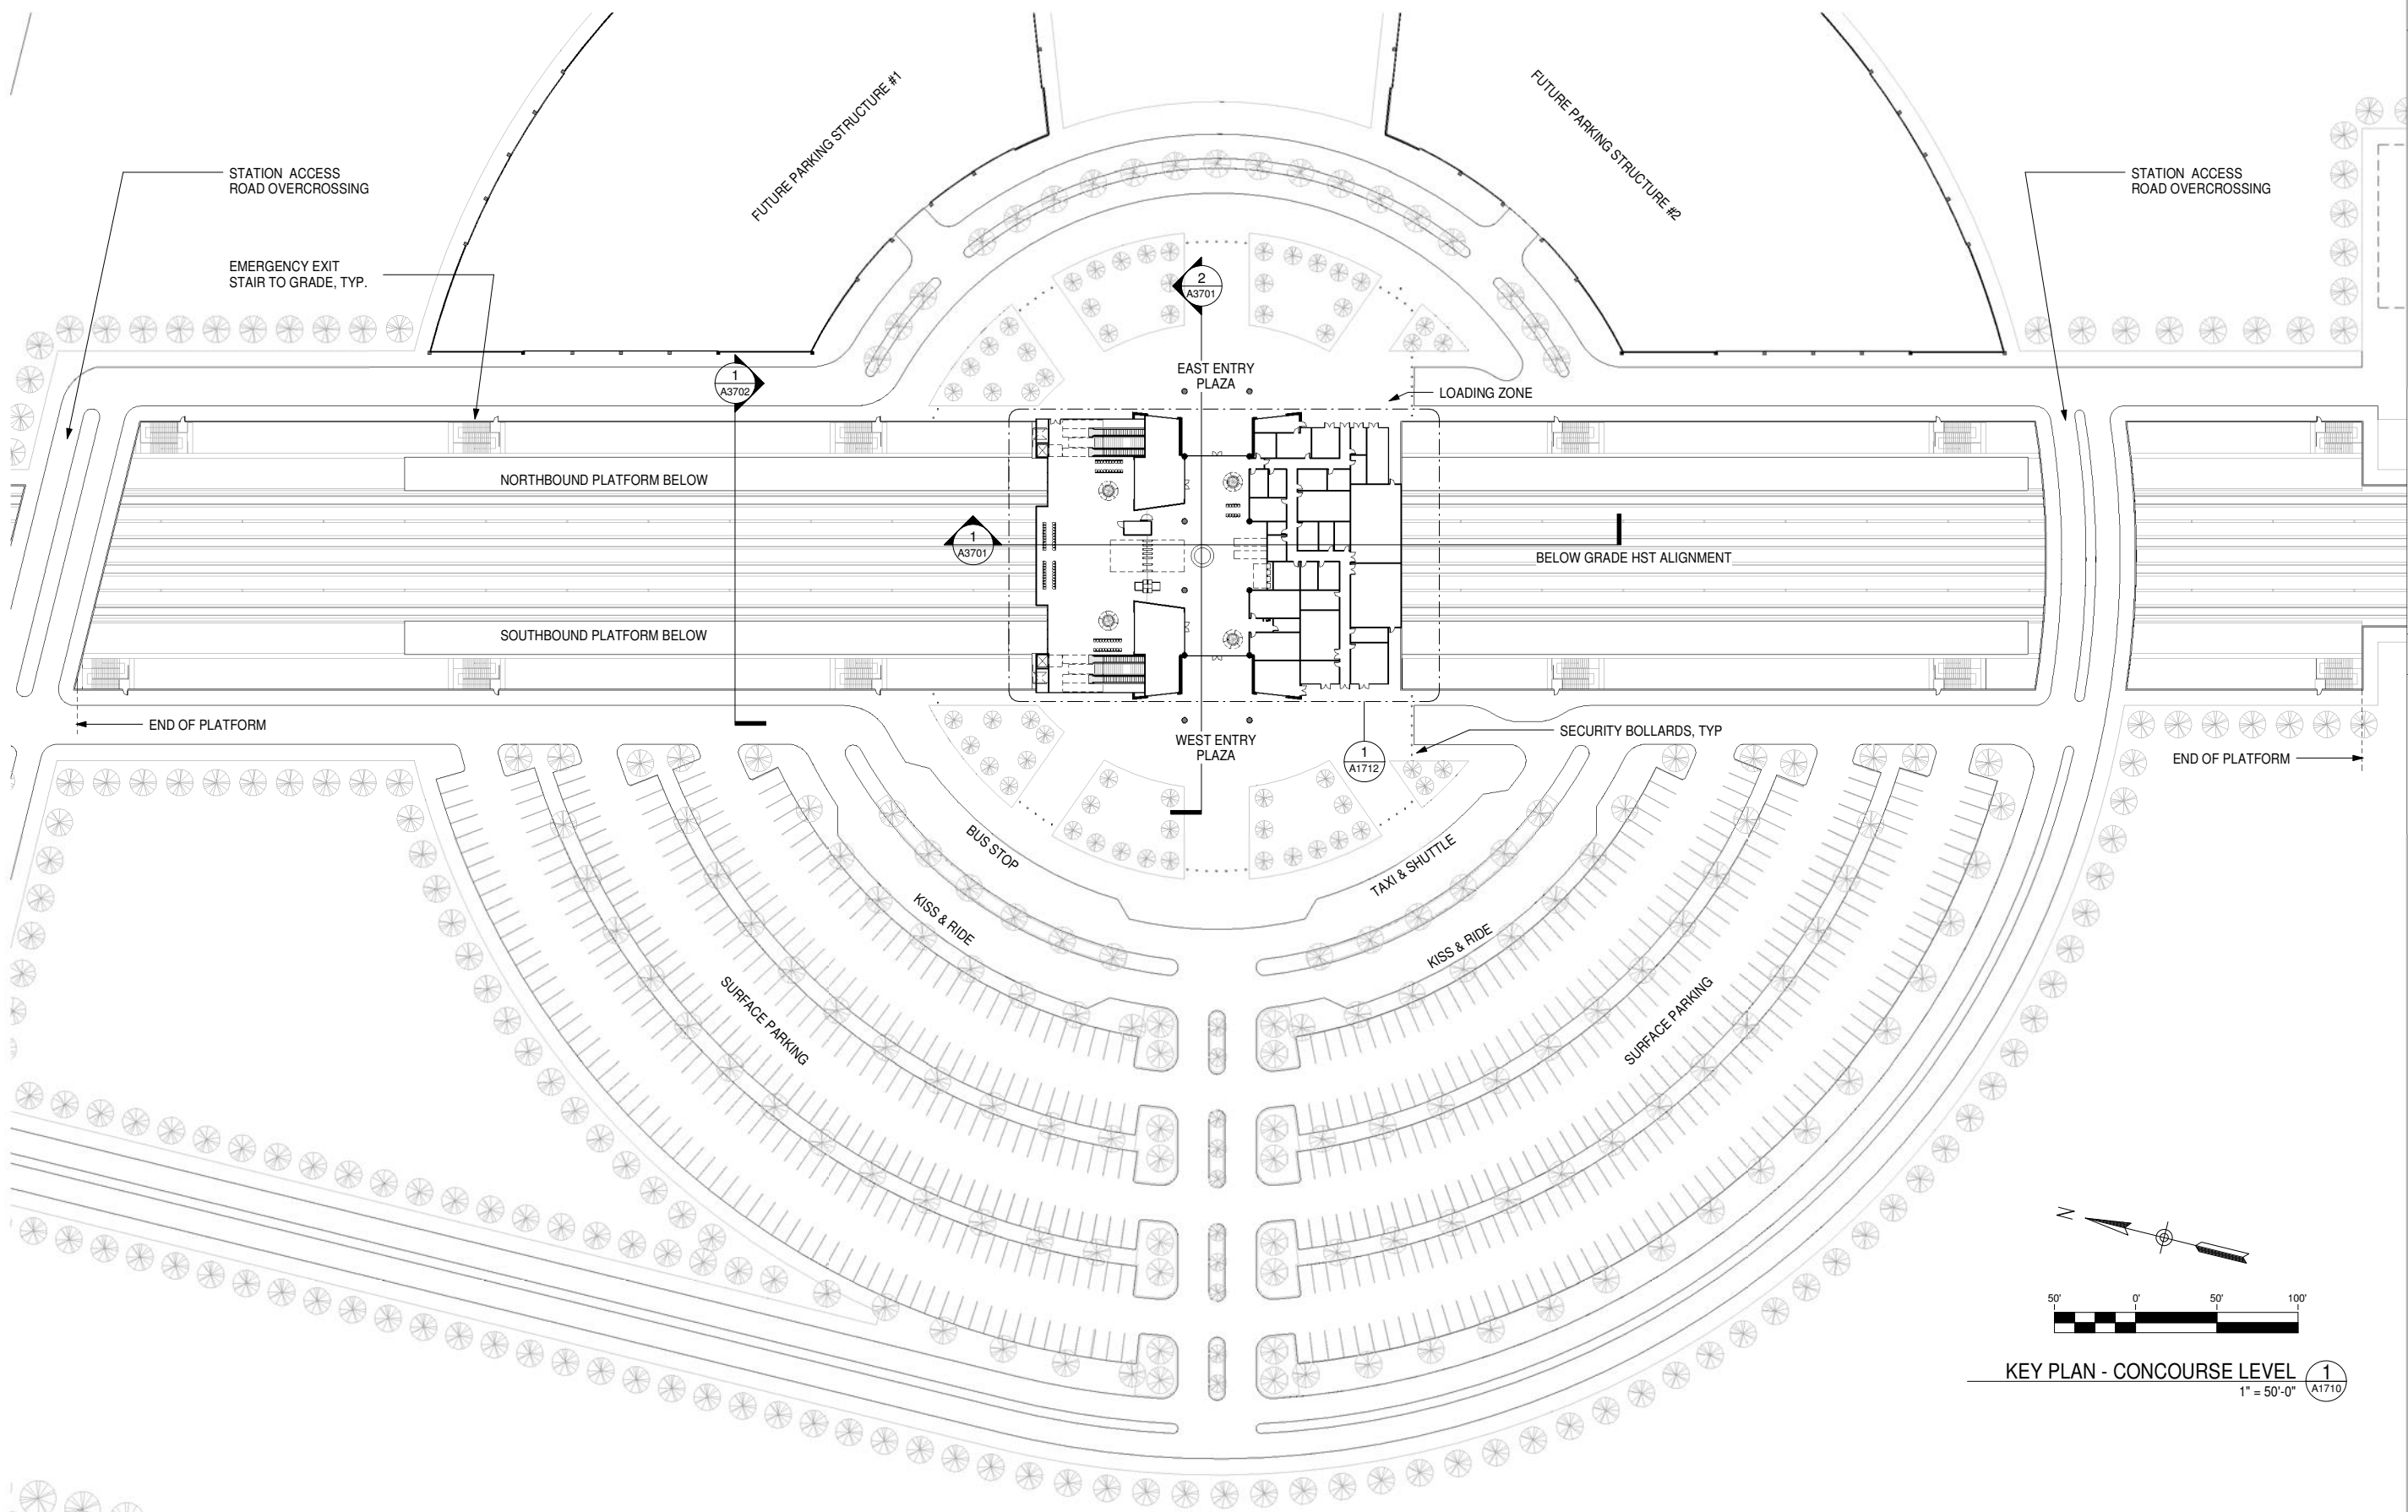 FUTURE PARKING STRUCTURE #1
FUTURE PARKING STRUCTURE #2
STATION ACCESS
ROAD OVERCROSSING
STATION ACCESS
ROAD OVERCROSSING
EMERGENCY EXIT
STAIR TO GRADE, TYP.
2
A3701
1
A3702
EAST ENTRY
PLAZA
LOADING ZONE
NORTHBOUND PLATFORM BELOW
1
A3701
BELOW GRADE HST ALIGNMENT
SOUTHBOUND PLATFORM BELOW
END OF PLATFORM
WEST ENTRY
PLAZA
1
A1712
SECURITY BOLLARDS, TYP
END OF PLATFORM
BUS STOP
TAXI & SHUTTLE
KISS & RIDE
KISS & RIDE
SURFACE PARKING
SURFACE PARKING
N
50' 0' 50' 100'
KEY PLAN - CONCOURSE LEVEL
1" = 50'-0"
1
A1710